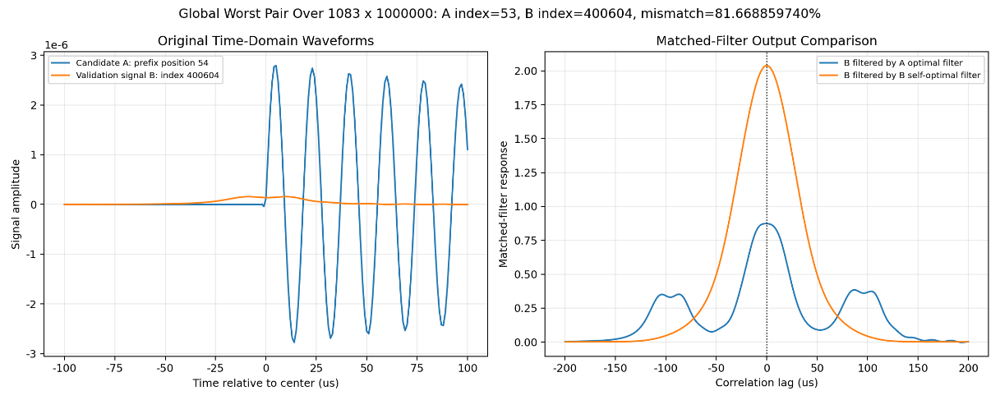 Global Worst Pair Over 1083 x 1000000: A index=53, B index=400604, mismatch=81.668859740%
Original Time-Domain Waveforms
1e-6
Candidate A: prefix position 54
Validation signal B: index 400604
Signal amplitude
3
2
1
0
-1
-2
-3
-100 -75 -50 -25 0 25 50 75 100
Time relative to center (us)
Matched-Filter Output Comparison
B filtered by A optimal filter
B filtered by B self-optimal filter
Matched-filter response
2.00
1.75
1.50
1.25
1.00
0.75
0.50
0.25
0.00
-200 -150 -100 -50 0 50 100 150 200
Correlation lag (us)